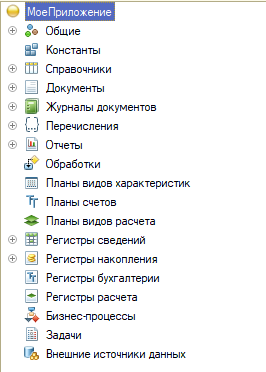 МоеПриложение
Общие
Константы
Справочники
Документы
Журналы документов
Перечисления
Отчеты
Обработки
Планы видов характеристик
Планы счетов
Планы видов расчета
Регистры сведений
Регистры накопления
Регистры бухгалтерии
Регистры расчета
Бизнес-процессы
Задачи
Внешние источники данных